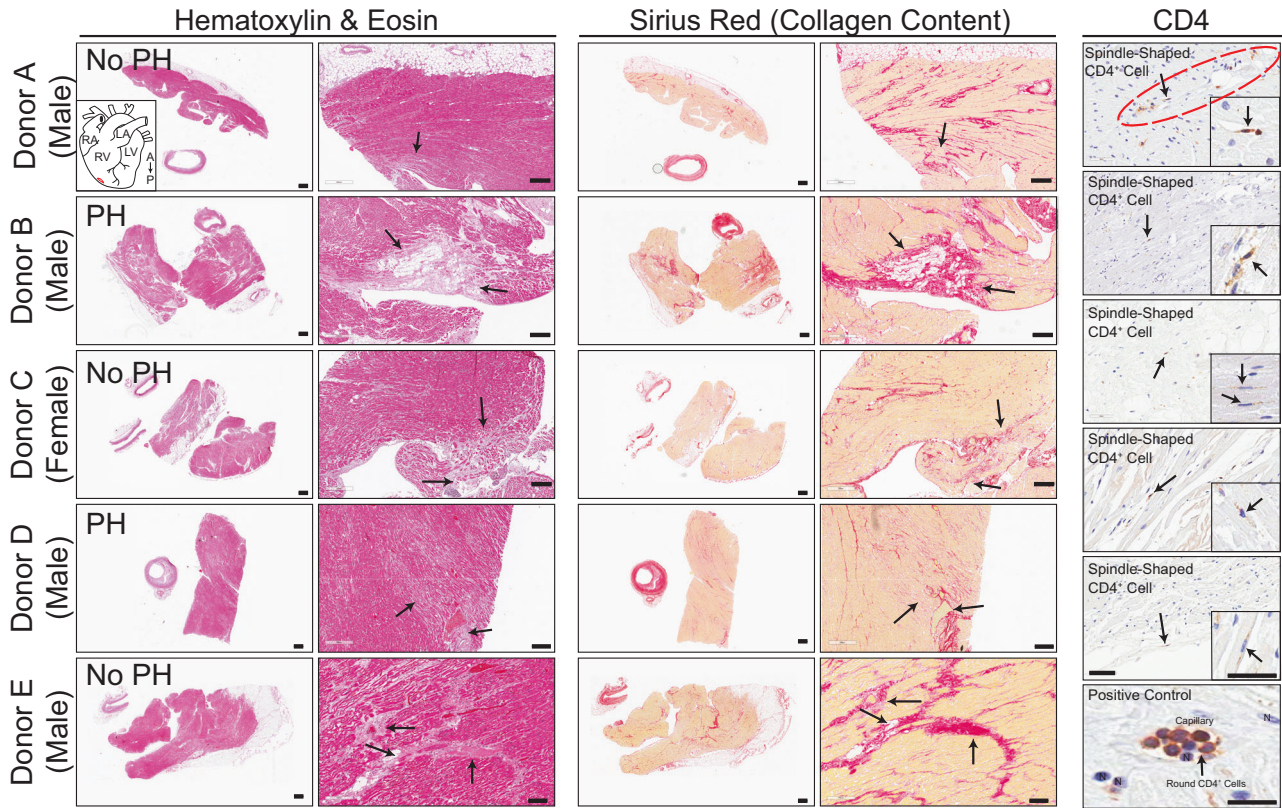 Hematoxylin & Eosin
Sirius Red (Collagen Content)
CD4
Donor A
(Male)
No PH
RA
LA
RV
LV
A
P
Spindle-Shaped
CD4⁺ Cell
Donor B
(Male)
PH
Spindle-Shaped
CD4⁺ Cell
Donor C
(Female)
No PH
Spindle-Shaped
CD4⁺ Cell
Donor D
(Male)
PH
Spindle-Shaped
CD4⁺ Cell
Donor E
(Male)
No PH
Spindle-Shaped
CD4⁺ Cell
Positive Control
N
Capillary
N
N
N
Round CD4⁺ Cells